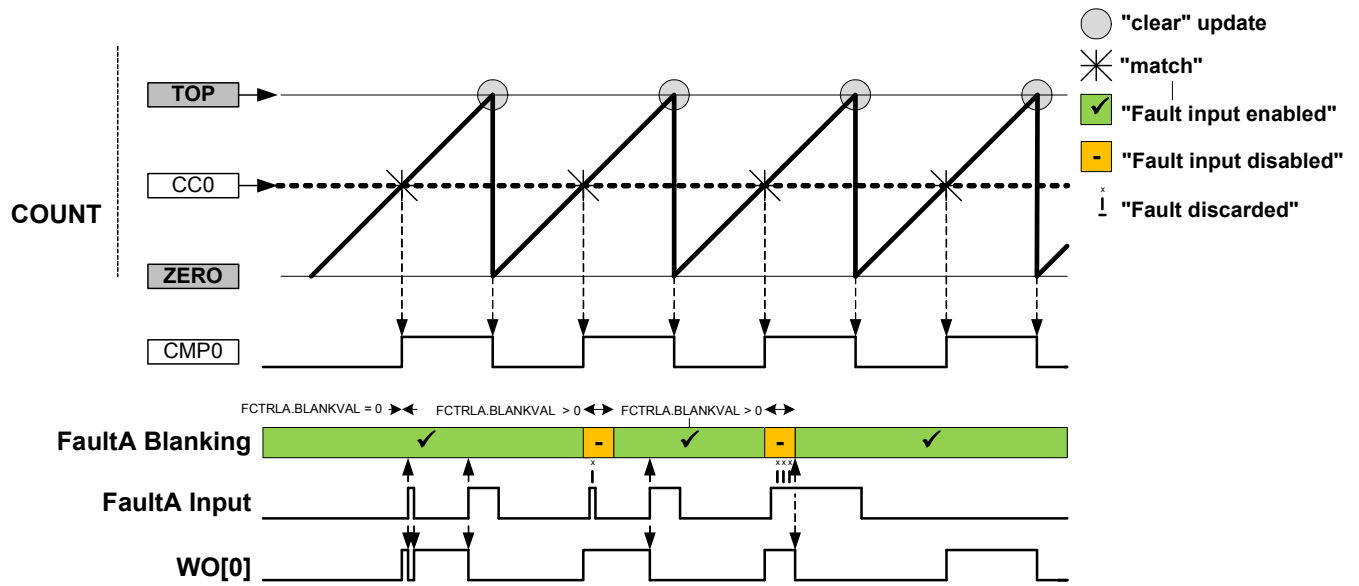 "clear" update
"match"
"Fault input enabled"
"Fault input disabled"
"Fault discarded"
TOP
CC0
COUNT
ZERO
CMP0
FCTRLA.BLANKVAL = 0
FCTRLA.BLANKVAL > 0
FCTRLA.BLANKVAL > 0
FaultA Blanking
✓ - ✓ - ✓
x x x x
FaultA Input
WO[0]